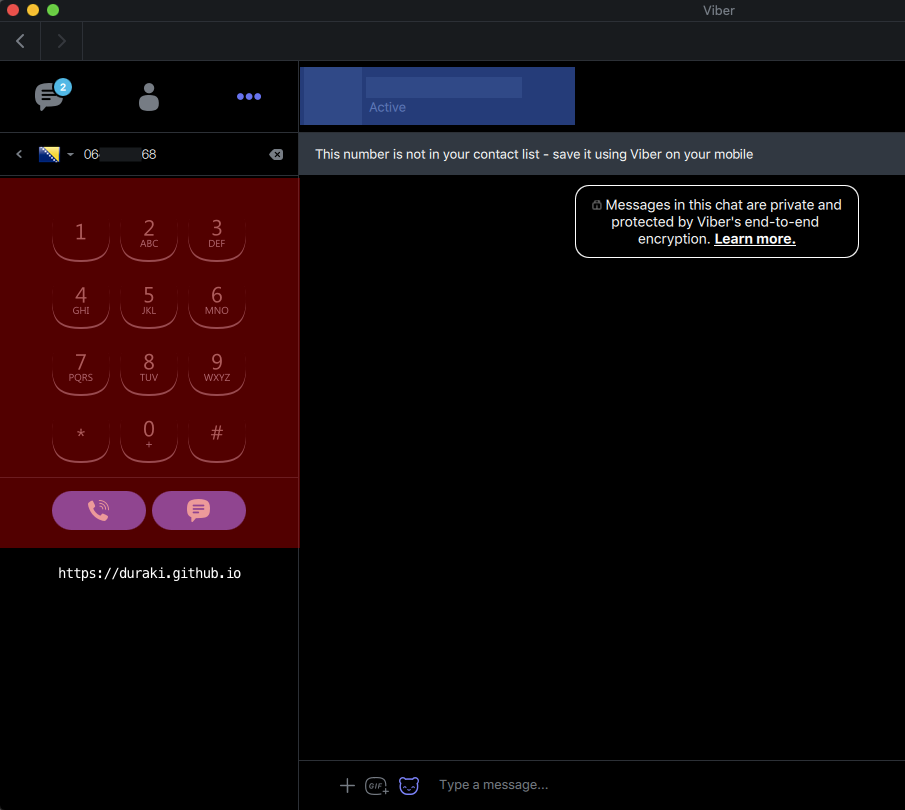 Viber
2
Active
06 68
This number is not in your contact list - save it using Viber on your mobile
Messages in this chat are private and
protected by Viber's end-to-end
encryption. Learn more.
1 2 3
ABC DEF
4 5 6
GHI JKL MNO
7 8 9
PQRS TUV WXYZ
* 0 #
+
https://duraki.github.io
GIF Type a message...